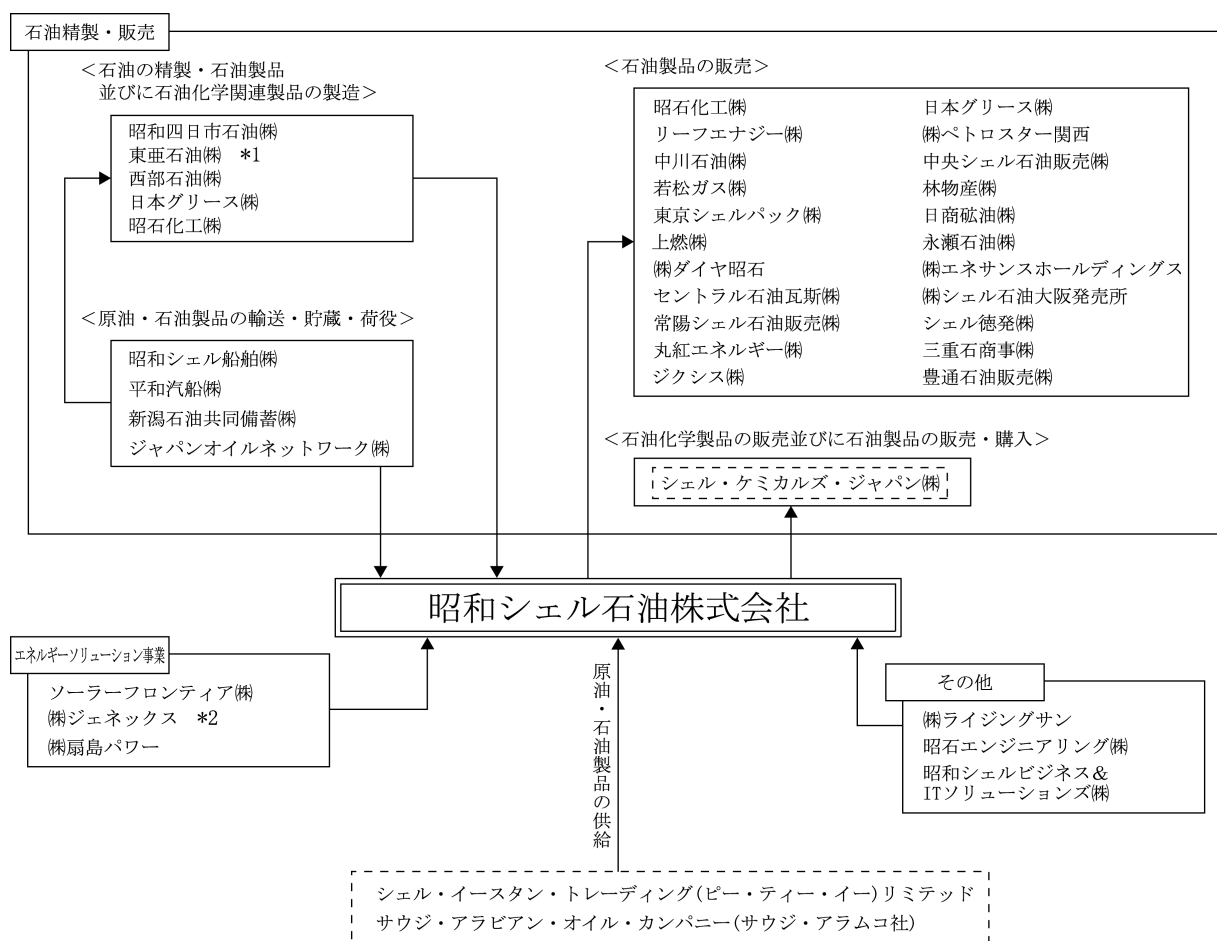 石油精製・販売
＜石油の精製・石油製品
並びに石油化学関連製品の製造＞
昭和四日市石油㈱
東亜石油㈱　*1
西部石油㈱
日本グリース㈱
昭石化工㈱
＜原油・石油製品の輸送・貯蔵・荷役＞
昭和シェル船舶㈱
平和汽船㈱
新潟石油共同備蓄㈱
ジャパンオイルネットワーク㈱
＜石油製品の販売＞
昭石化工㈱
リーフエナジー㈱
中川石油㈱
若松ガス㈱
東京シェルパック㈱
上燃㈱
㈱ダイヤ昭石
セントラル石油瓦斯㈱
常陽シェル石油販売㈱
丸紅エネルギー㈱
ジクシス㈱
日本グリース㈱
㈱ペトロスター関西
中央シェル石油販売㈱
林物産㈱
日商砿油㈱
永瀬石油㈱
㈱エネサンスホールディングス
㈱シェル石油大阪発売所
シェル徳発㈱
三重石商事㈱
豊通石油販売㈱
＜石油化学製品の販売並びに石油製品の販売・購入＞
シェル・ケミカルズ・ジャパン㈱
昭和シェル石油株式会社
エネルギーソリューション事業
ソーラーフロンティア㈱
㈱ジェネックス　*2
㈱扇島パワー
原油・石油製品の供給
その他
㈱ライジングサン
昭石エンジニアリング㈱
昭和シェルビジネス＆
ITソリューションズ㈱
シェル・イースタン・トレーディング(ピー・ティー・イー)リミテッド
サウジ・アラビアン・オイル・カンパニー(サウジ・アラムコ社)